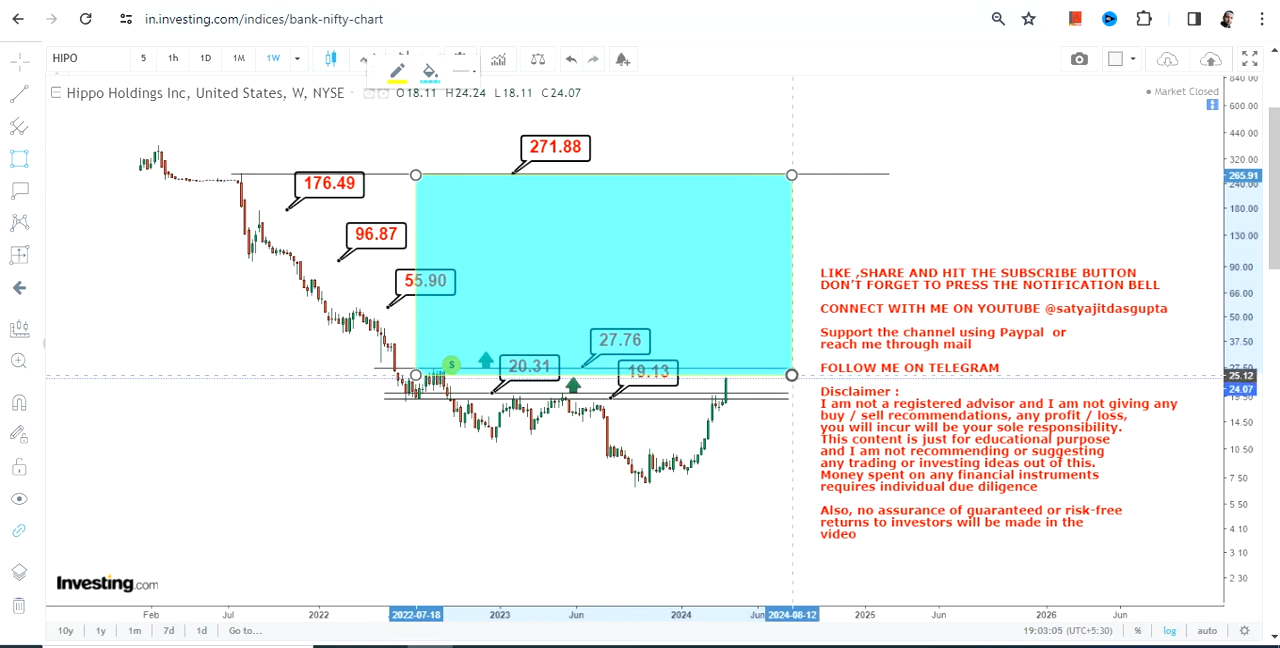 in.investing.com/indices/bank-nifty-chart
HIPO
5
1h
1D
1M
1W
Hippo Holdings Inc, United States, W, NYSE
O18.11 H24.24 L18.11 C24.07
Market Closed
271.88
176.49
96.87
55.90
27.76
20.31
19.13
S
LIKE ,SHARE AND HIT THE SUBSCRIBE BUTTON
DON'T FORGET TO PRESS THE NOTIFICATION BELL
CONNECT WITH ME ON YOUTUBE @satyajitdasgupta
Support the channel using Paypal or
reach me through mail
FOLLOW ME ON TELEGRAM
Disclaimer :
I am not a registered advisor and I am not giving any
buy / sell recommendations, any profit / loss,
you will incur will be your sole responsibility.
This content is just for educational purpose
and I am not recommending or suggesting
any trading or investing ideas out of this.
Money spent on any financial instruments
requires individual due diligence
Also, no assurance of guaranteed or risk-free
returns to investors will be made in the
video
840.00
600.00
440.00
320.00
265.91
240.00
180.00
130.00
90.00
66.00
50.00
37.50
25.12
24.07
14.50
10.50
7.50
5.50
4.10
3.10
2.30
Investing.com
Feb
Jul
2022
2022-07-18
2023
Jun
2024
Jun
2024-08-12
2025
Jun
2026
Jun
10y
1y
1m
7d
1d
Go to...
19:03:05 (UTC+5:30)
%
log
auto